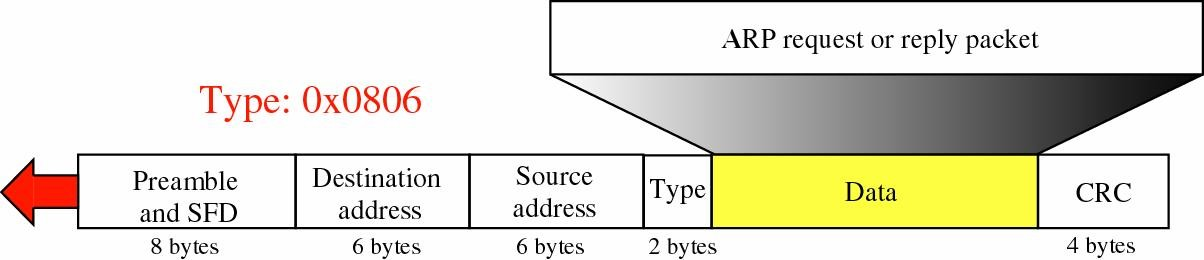 ARP request or reply packet
Type: 0x0806
Preamble
and SFD
Destination
address
Source
address
Type
Data
CRC
8 bytes
6 bytes
6 bytes
2 bytes
4 bytes